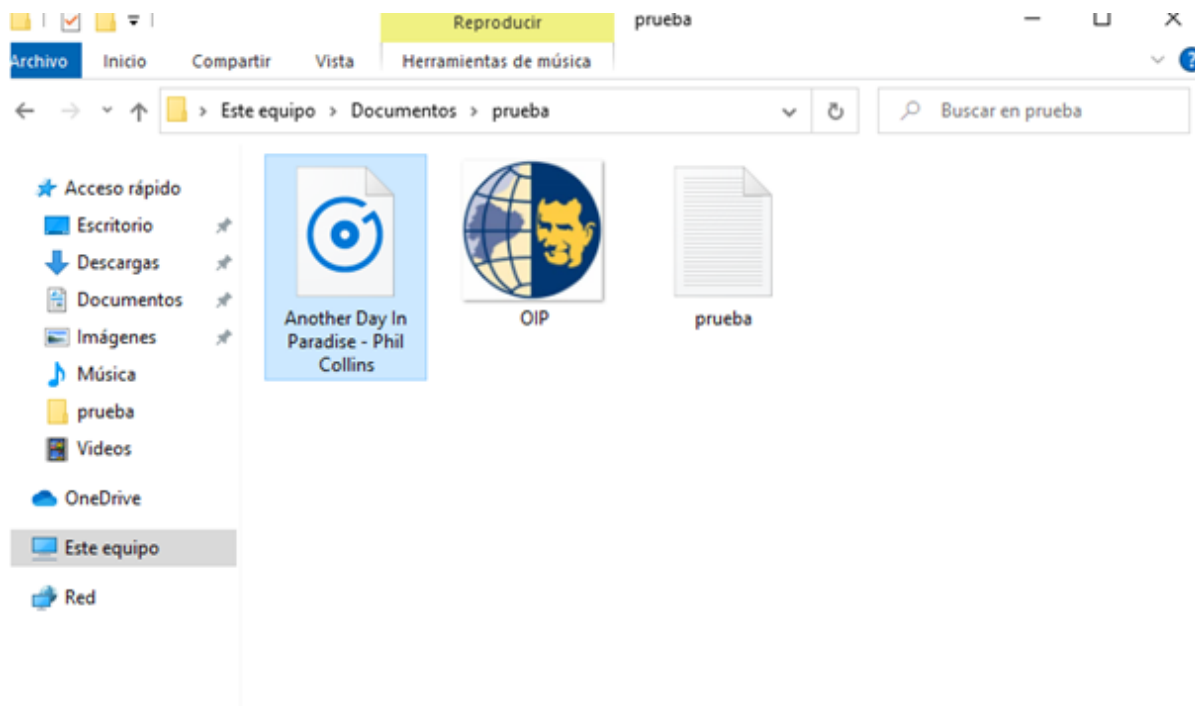 Reproducir
prueba
Archivo
Inicio
Compartir
Vista
Herramientas de música
?
Este equipo > Documentos > prueba
Buscar en prueba
Acceso rápido
Escritorio
Descargas
Documentos
Imágenes
Música
prueba
Videos
OneDrive
Este equipo
Red
Another Day In
Paradise - Phil
Collins
OIP
prueba